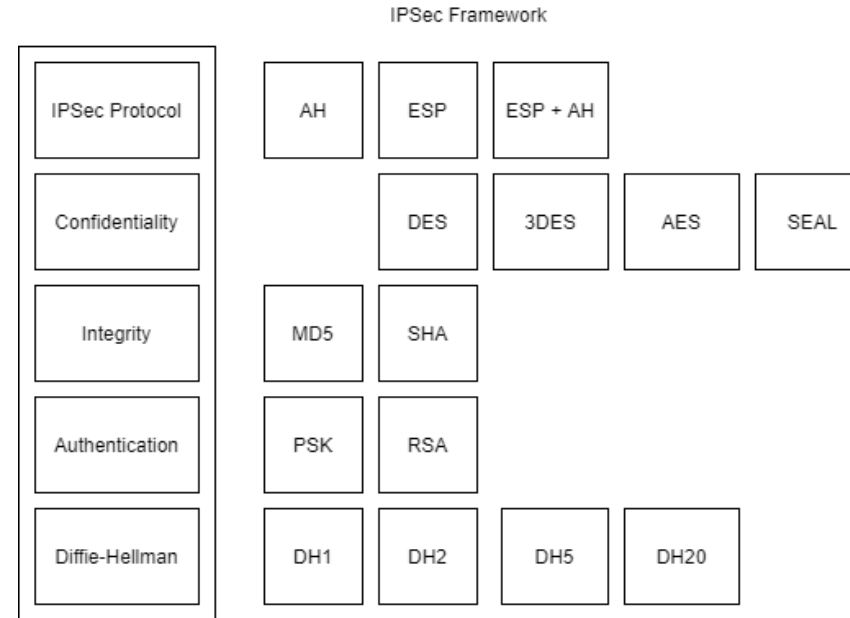 IPSec Framework
IPSec Protocol AH ESP ESP + AH
Confidentiality DES 3DES AES SEAL
Integrity MD5 SHA
Authentication PSK RSA
Diffie-Hellman DH1 DH2 DH5 DH20